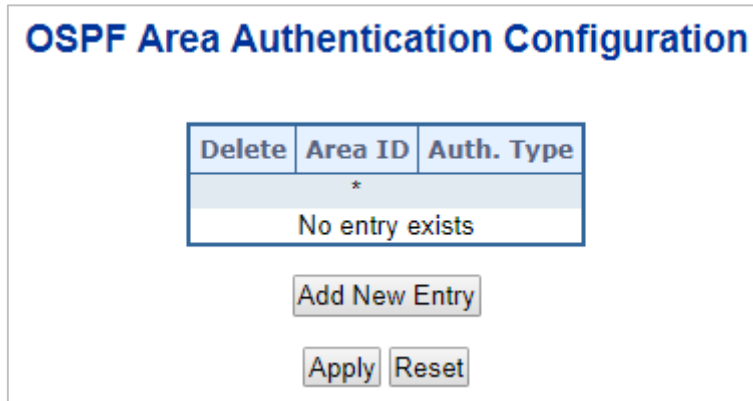 OSPF Area Authentication Configuration
Delete Area ID Auth. Type
*
No entry exists
Add New Entry
Apply Reset